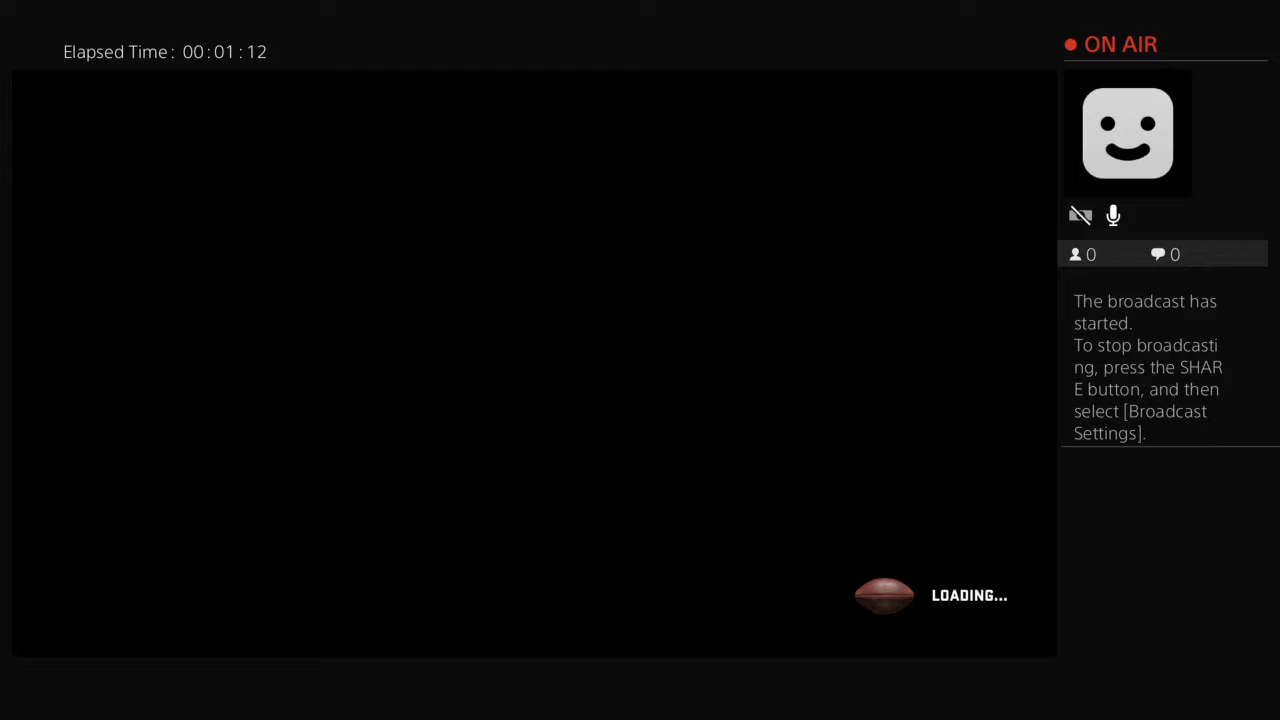 Elapsed Time: 00:01:12
ON AIR
0 0
The broadcast has
started.
To stop broadcasti
ng, press the SHAR
E button, and then
select [Broadcast
Settings].
LOADING...